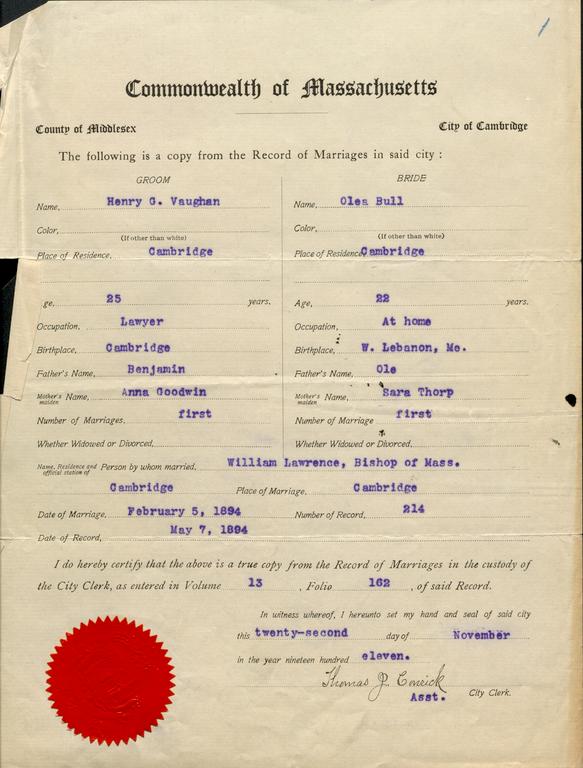 Commonwealth of Massachusetts
County of Middlesex City of Cambridge
The following is a copy from the Record of Marriages in said city :
GROOM BRIDE
Name, Henry G. Vaughan Name, Olea Bull
Color, Color,
(If other than white) (If other than white)
Place of Residence, Cambridge Place of Residence, Cambridge
ge, 25 years. Age, 22 years.
Occupation, Lawyer Occupation, At home
Birthplace, Cambridge Birthplace, W. Lebanon, Me.
Father's Name, Benjamin Father's Name, Ole
Mother's maiden Name, Anna Goodwin Mother's maiden Name, Sara Thorp
Number of Marriages. first Number of Marriage first
Whether Widowed or Divorced, Whether Widowed or Divorced,
Name, Residence and official station of Person by whom married. William Lawrence, Bishop of Mass.
Cambridge Place of Marriage. Cambridge
Date of Marriage, February 5, 1894 Number of Record, 214
Date of Record, May 7, 1894
I do hereby certify that the above is a true copy from the Record of Marriages in the custody of
the City Clerk, as entered in Volume 13 , Folio 162 , of said Record.
In witness whereof, I hereunto set my hand and seal of said city
this twenty-second day of November
in the year nineteen hundred eleven.
Thomas J.
Asst. City Clerk.